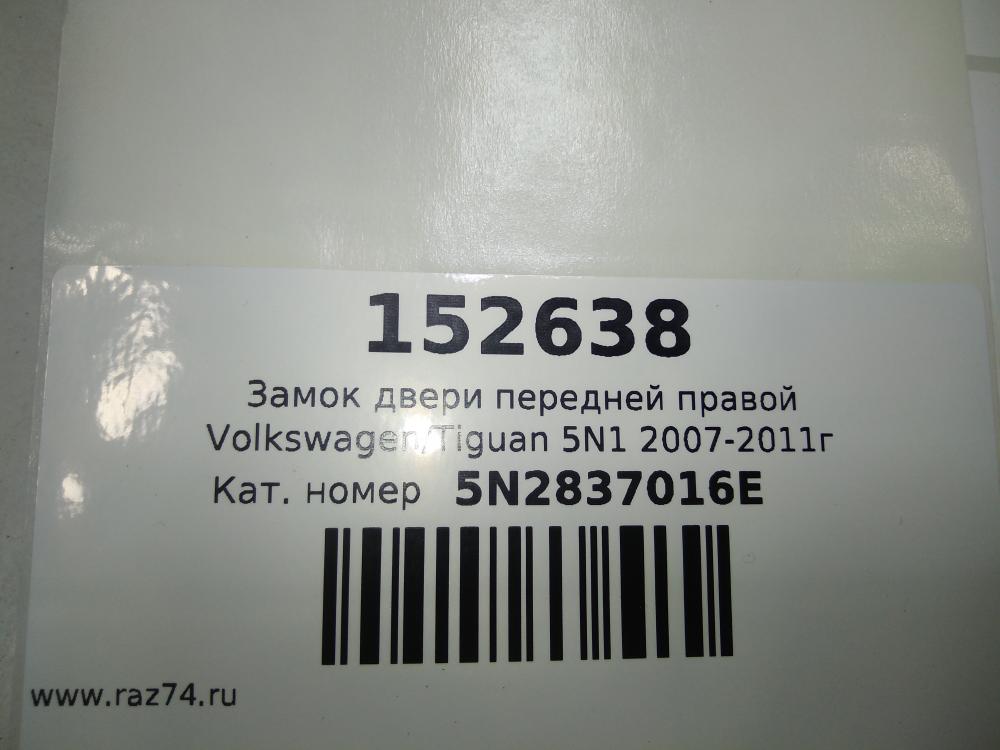 152638
Замок двери передней правой
Volkswagen/Tiguan 5N1 2007-2011г
Кат. номер 5N2837016E
www.raz74.ru